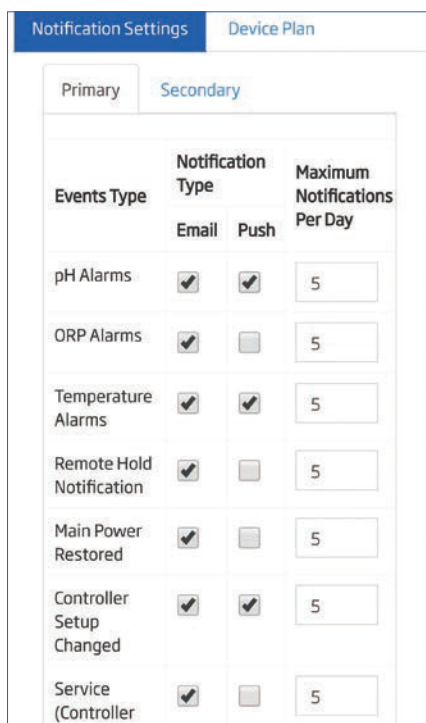 Notification Settings Device Plan
Primary Secondary
Events Type
Notification
Type
Maximum
Notifications
Per Day
Email Push
pH Alarms 5
ORP Alarms 5
Temperature
Alarms
5
Remote Hold
Notification
5
Main Power
Restored
5
Controller
Setup
Changed
5
Service
(Controller
5